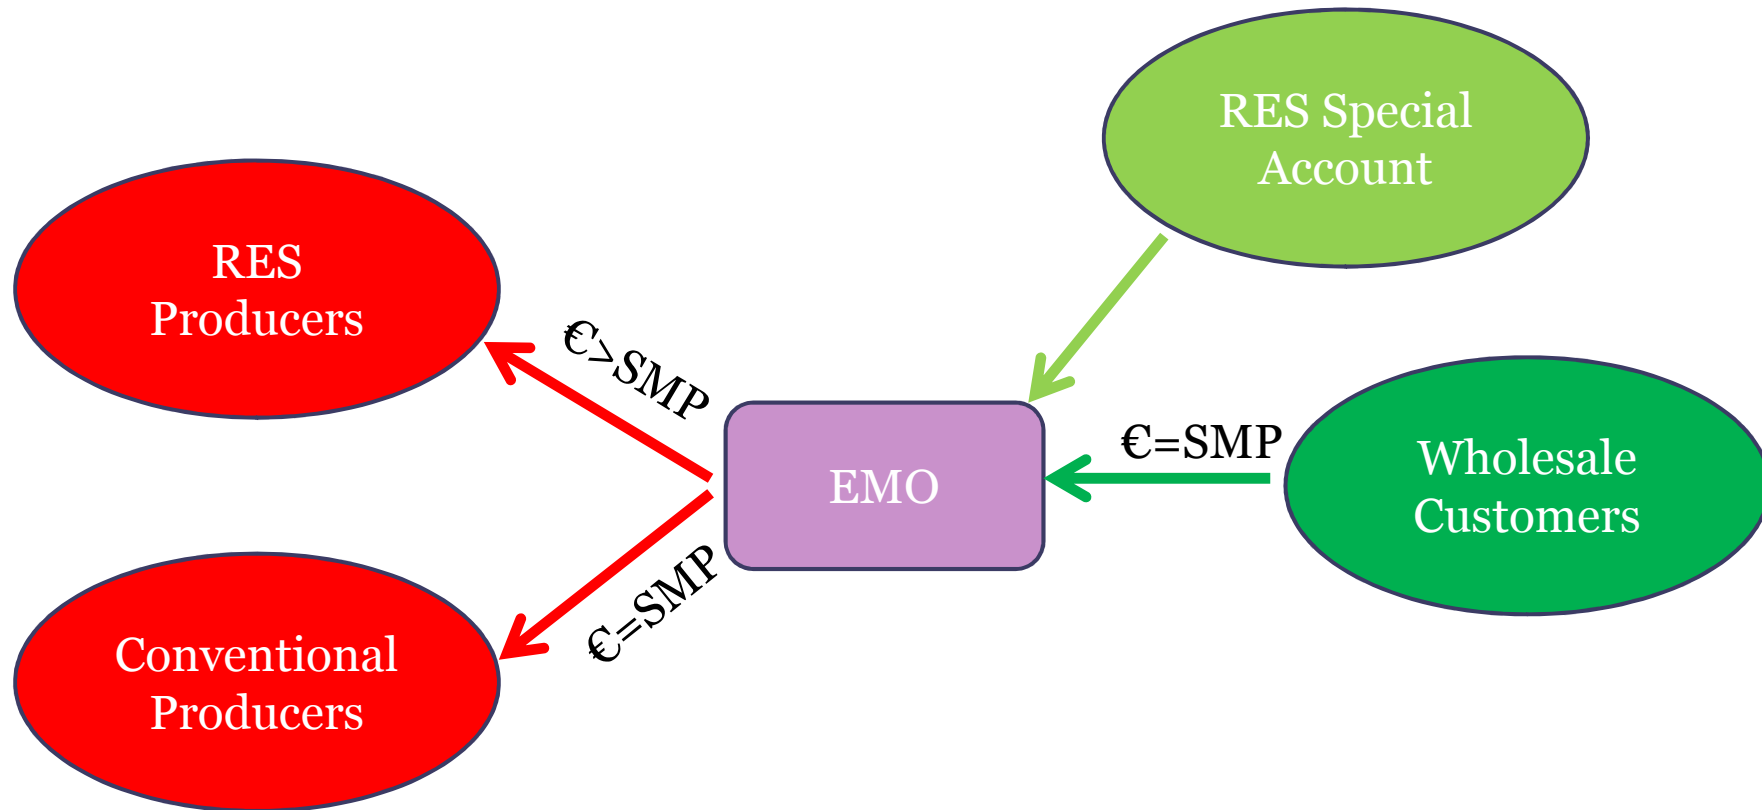 RES Special
Account
RES
Producers
€>SMP
€=SMP
EMO
Wholesale
Customers
€=SMP
Conventional
Producers